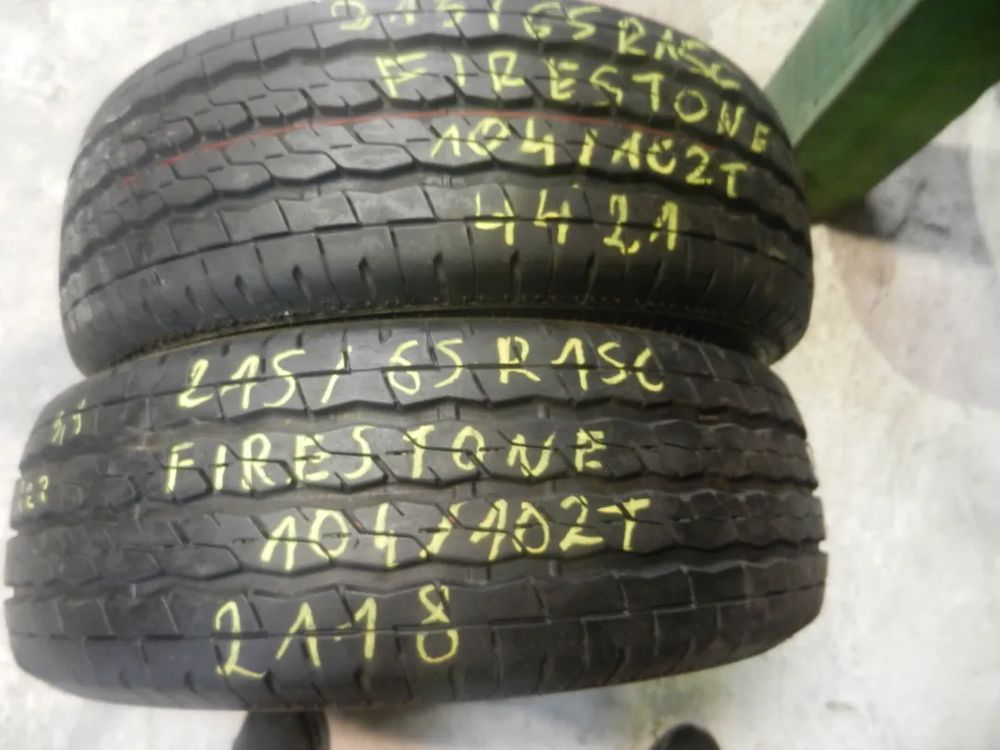 215/65R15C
FIRESTONE
104/102T
4421
215/65R15C
FIRESTONE
104/102T
2118